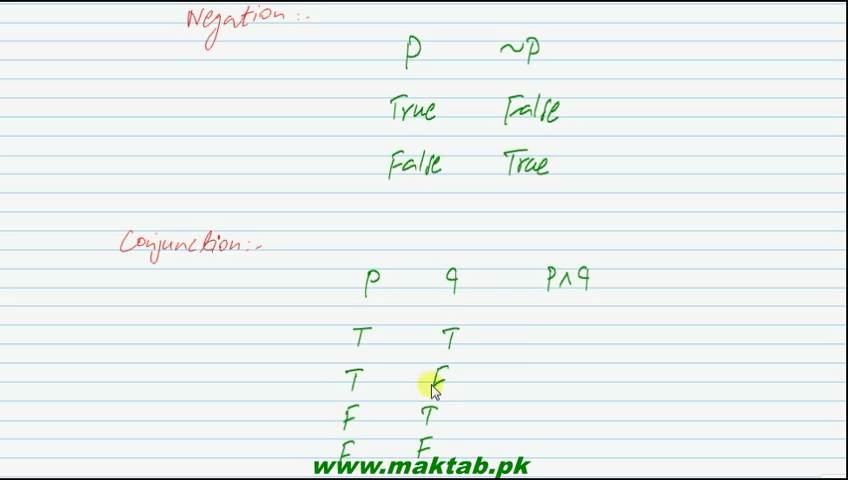 Negation:-
p ~p
True False
False True
Conjunction:-
p q p∧q
T T
T F
F T
F F
www.maktab.pk